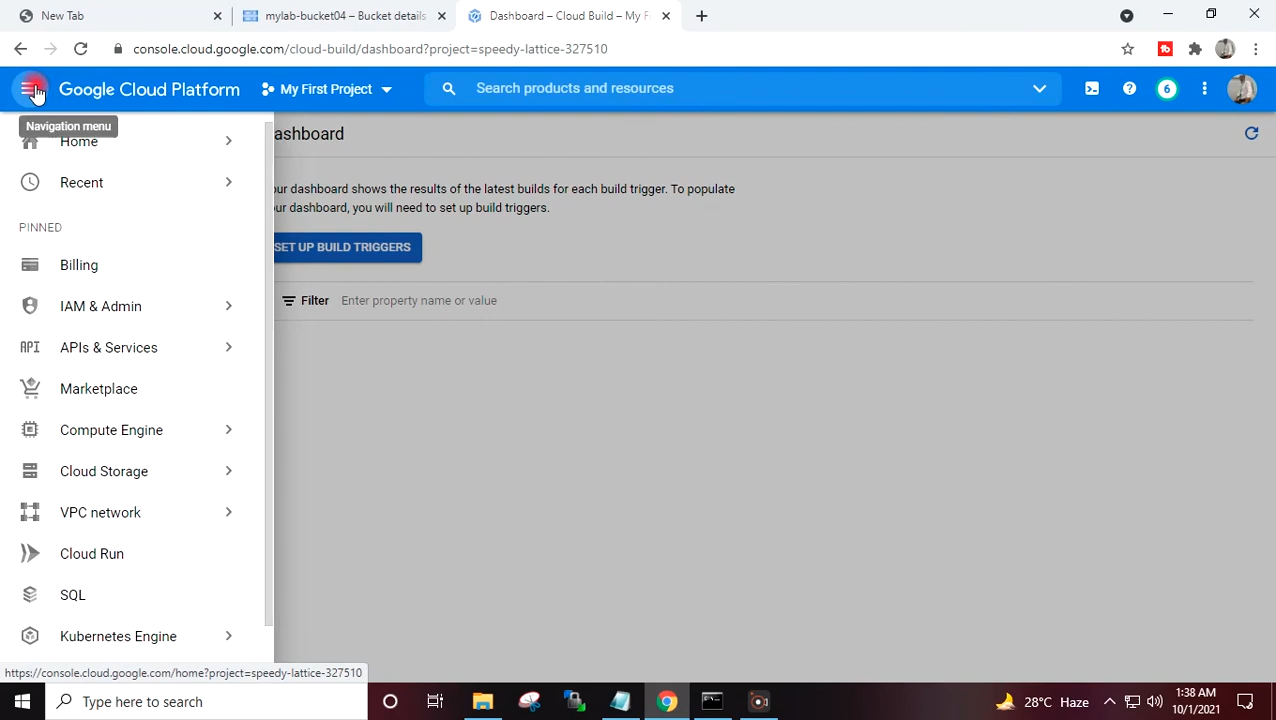 New Tab
mylab-bucket04 – Bucket details
Dashboard – Cloud Build – My F
console.cloud.google.com/cloud-build/dashboard?project=speedy-lattice-327510
Google Cloud Platform
My First Project
Search products and resources
6
Navigation menu
Home
ashboard
Recent
our dashboard shows the results of the latest builds for each build trigger. To populate
our dashboard, you will need to set up build triggers.
PINNED
SET UP BUILD TRIGGERS
Billing
Filter
Enter property name or value
IAM & Admin
API
APIs & Services
Marketplace
Compute Engine
Cloud Storage
VPC network
Cloud Run
SQL
Kubernetes Engine
https://console.cloud.google.com/home?project=speedy-lattice-327510
Type here to search
28°C Haze
1:38 AM
10/1/2021